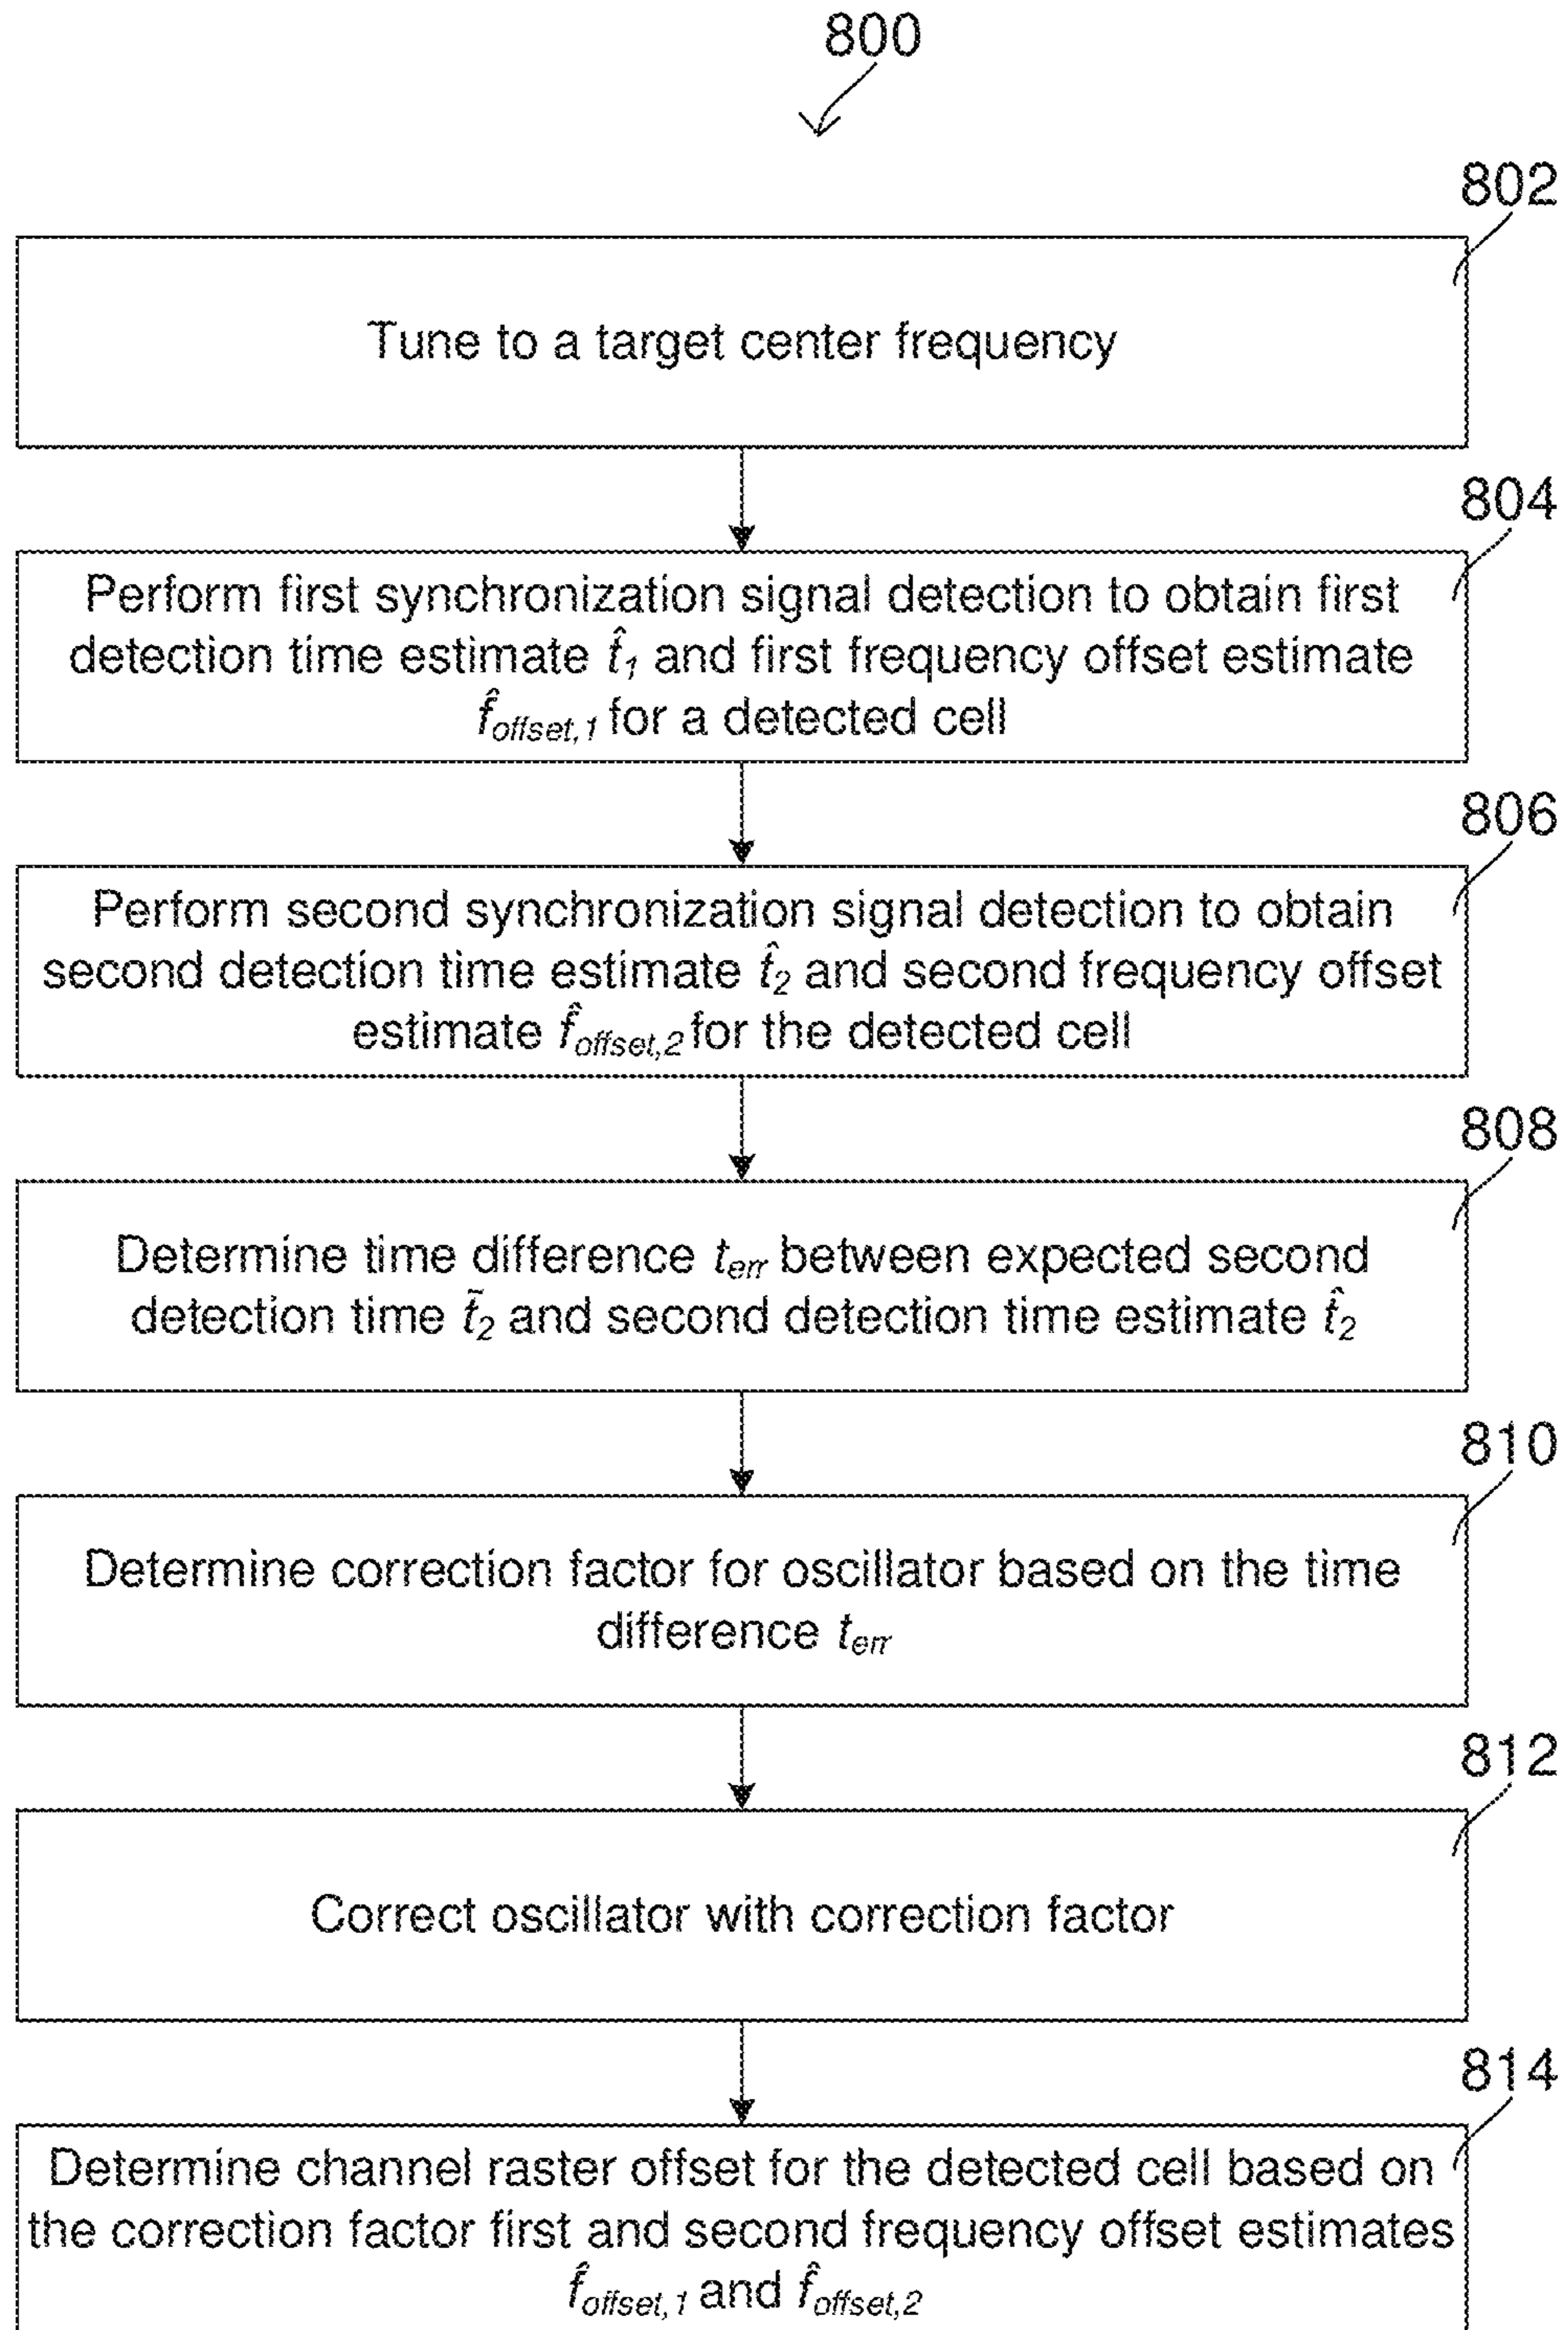 800
802
Tune to a target center frequency
804
Perform first synchronization signal detection to obtain first
detection time estimate t̂₁ and first frequency offset estimate
f̂offset,1 for a detected cell
806
Perform second synchronization signal detection to obtain
second detection time estimate t̂₂ and second frequency offset
estimate f̂offset,2 for the detected cell
808
Determine time difference terr between expected second
detection time t̃₂ and second detection time estimate t̂₂
810
Determine correction factor for oscillator based on the time
difference terr
812
Correct oscillator with correction factor
814
Determine channel raster offset for the detected cell based on
the correction factor first and second frequency offset estimates
f̂offset,1 and f̂offset,2